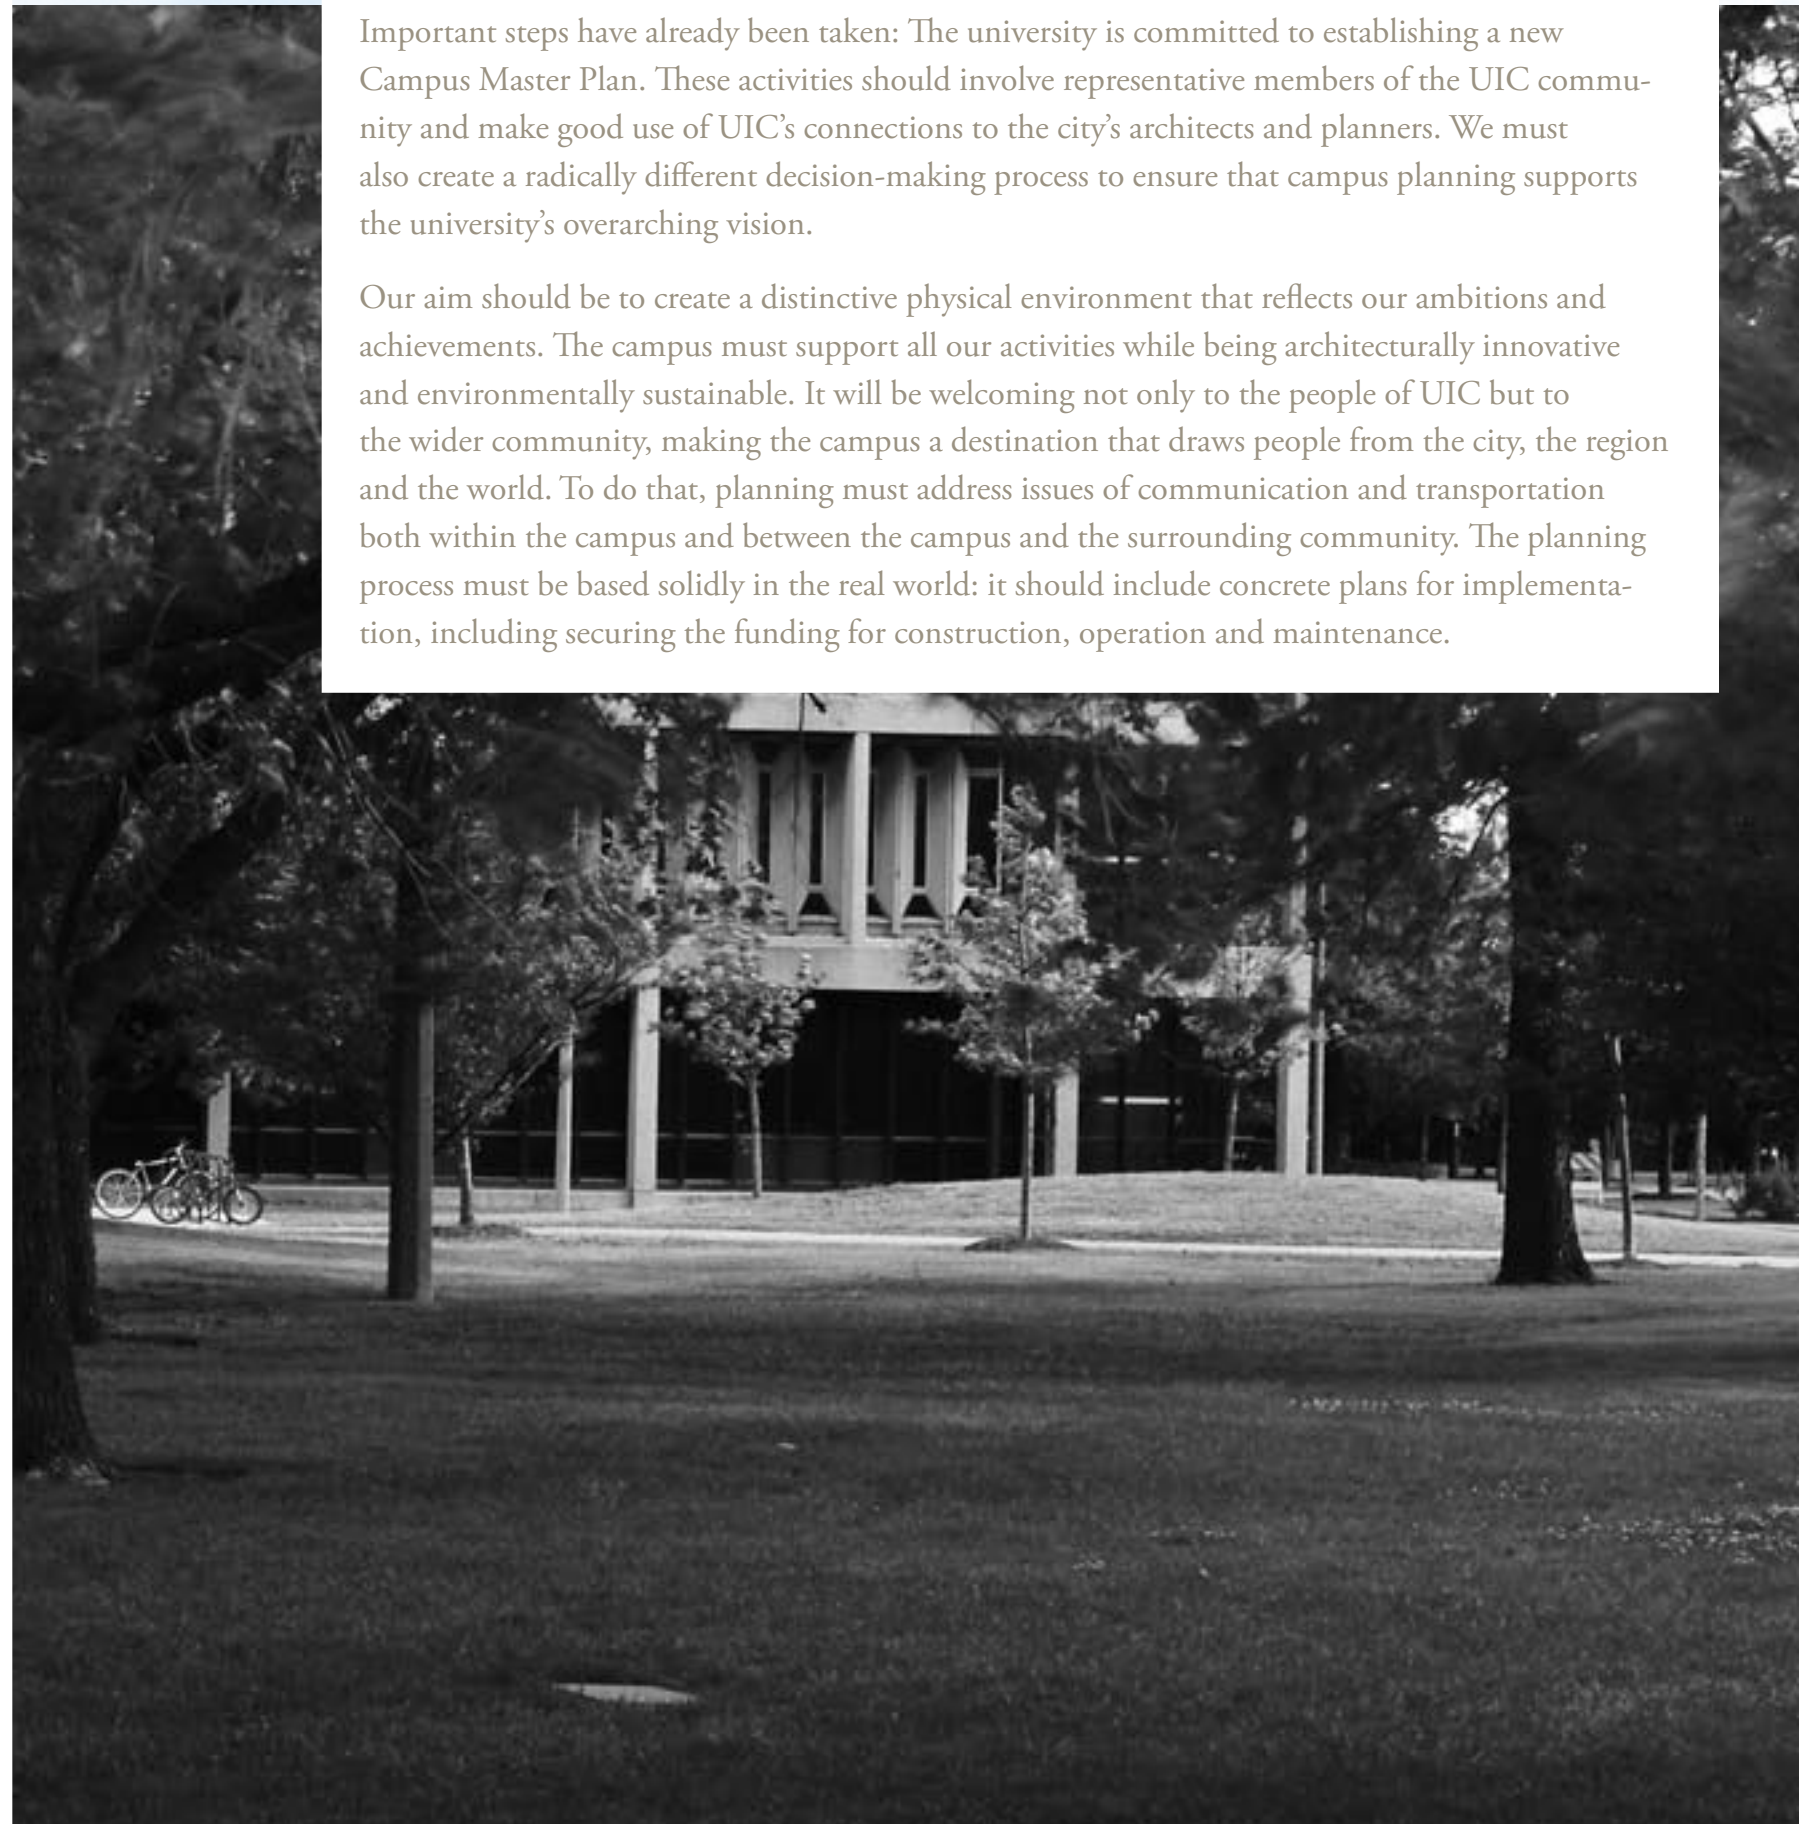 Important steps have already been taken: The university is committed to establishing a new
Campus Master Plan. These activities should involve representative members of the UIC commu-
nity and make good use of UIC’s connections to the city’s architects and planners. We must
also create a radically different decision-making process to ensure that campus planning supports
the university’s overarching vision.
Our aim should be to create a distinctive physical environment that reflects our ambitions and
achievements. The campus must support all our activities while being architecturally innovative
and environmentally sustainable. It will be welcoming not only to the people of UIC but to
the wider community, making the campus a destination that draws people from the city, the region
and the world. To do that, planning must address issues of communication and transportation
both within the campus and between the campus and the surrounding community. The planning
process must be based solidly in the real world: it should include concrete plans for implementa-
tion, including securing the funding for construction, operation and maintenance.